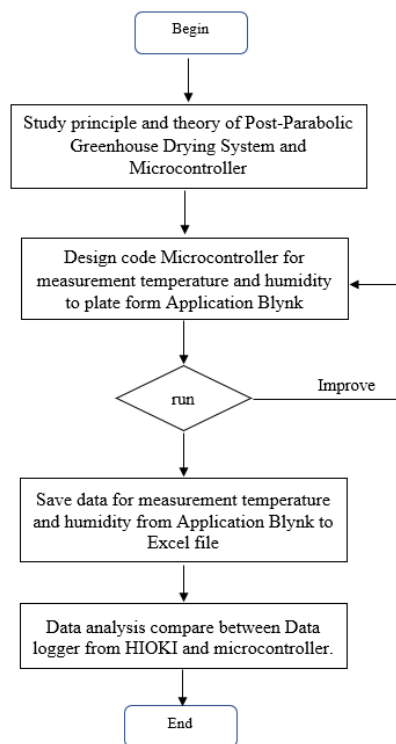 Begin
Study principle and theory of Post-Parabolic
Greenhouse Drying System and
Microcontroller
Design code Microcontroller for
measurement temperature and humidity
to plate form Application Blynk
run
Improve
Save data for measurement temperature
and humidity from Application Blynk to
Excel file
Data analysis compare between Data
logger from HIOKI and microcontroller.
End